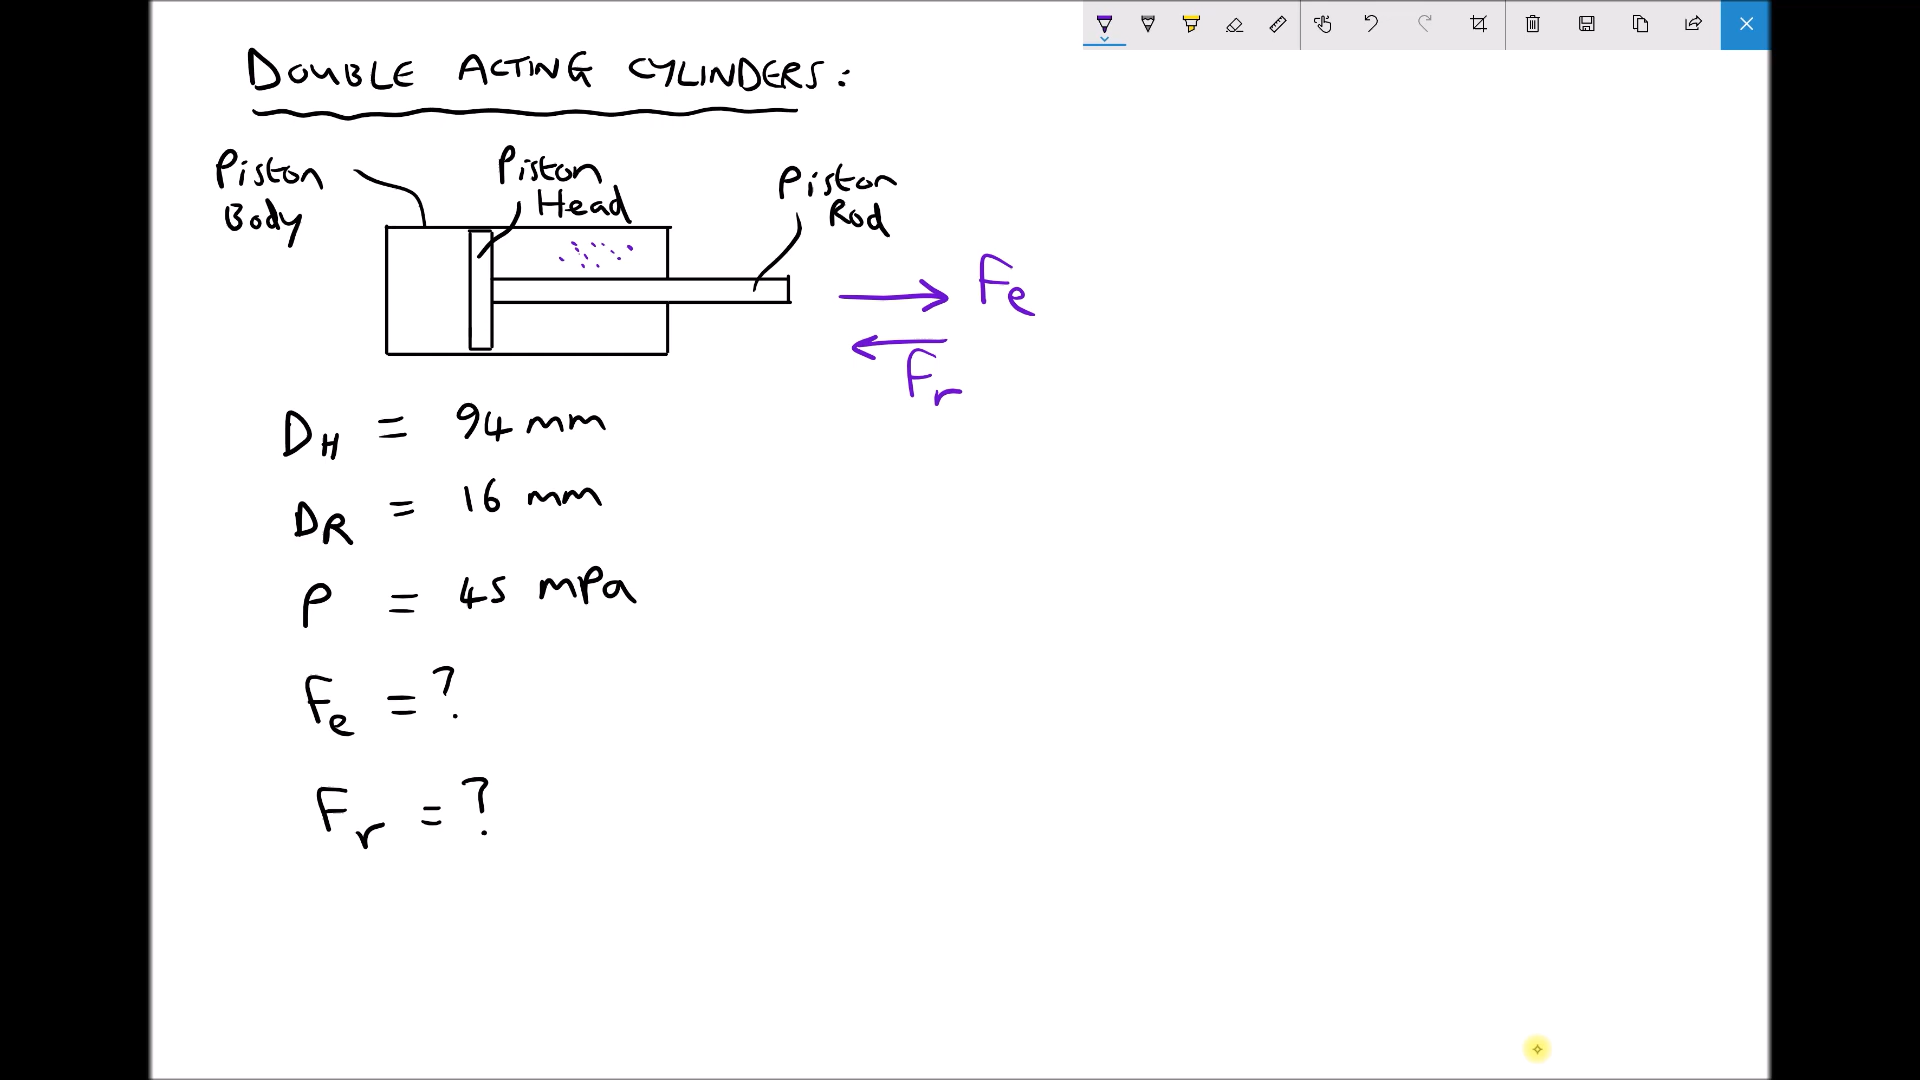 DOUBLE ACTING CYLINDERS:
Piston
Body
Piston
Head
Piston
Rod
Fe
Fr
DH = 94 mm
DR = 16 mm
P = 45 mPa
Fe = ?
Fr = ?